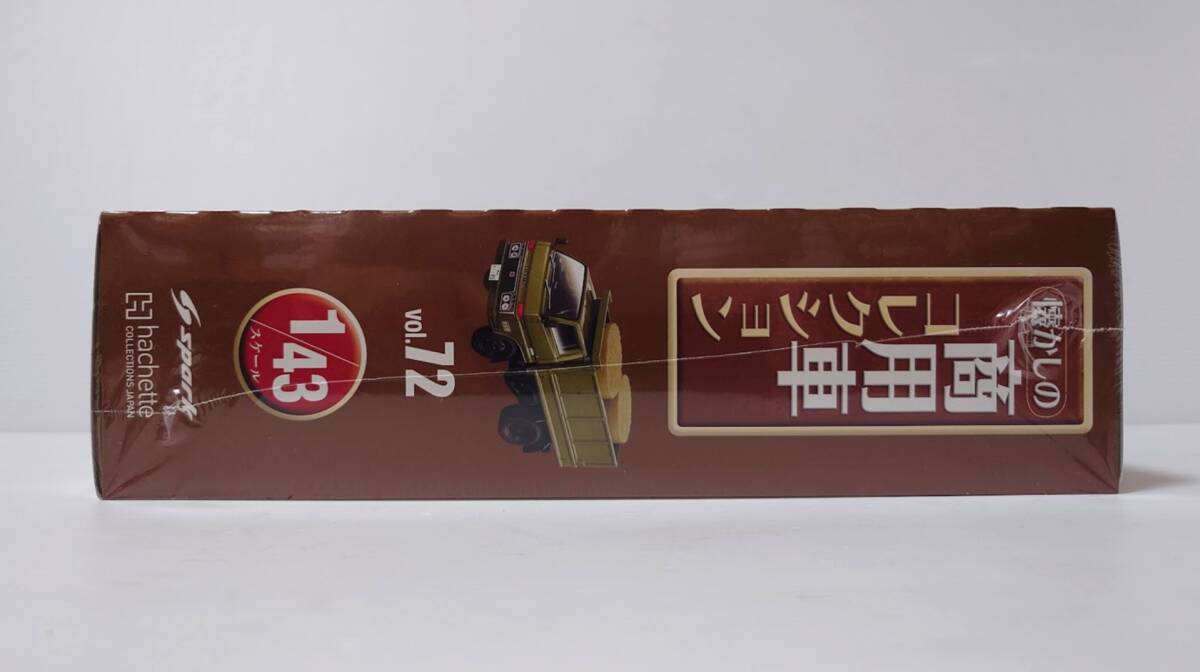 懐かしの
商用車
コレクション
vol.72
1/43
スケール
S-spark
hachette
COLLECTIONS JAPAN